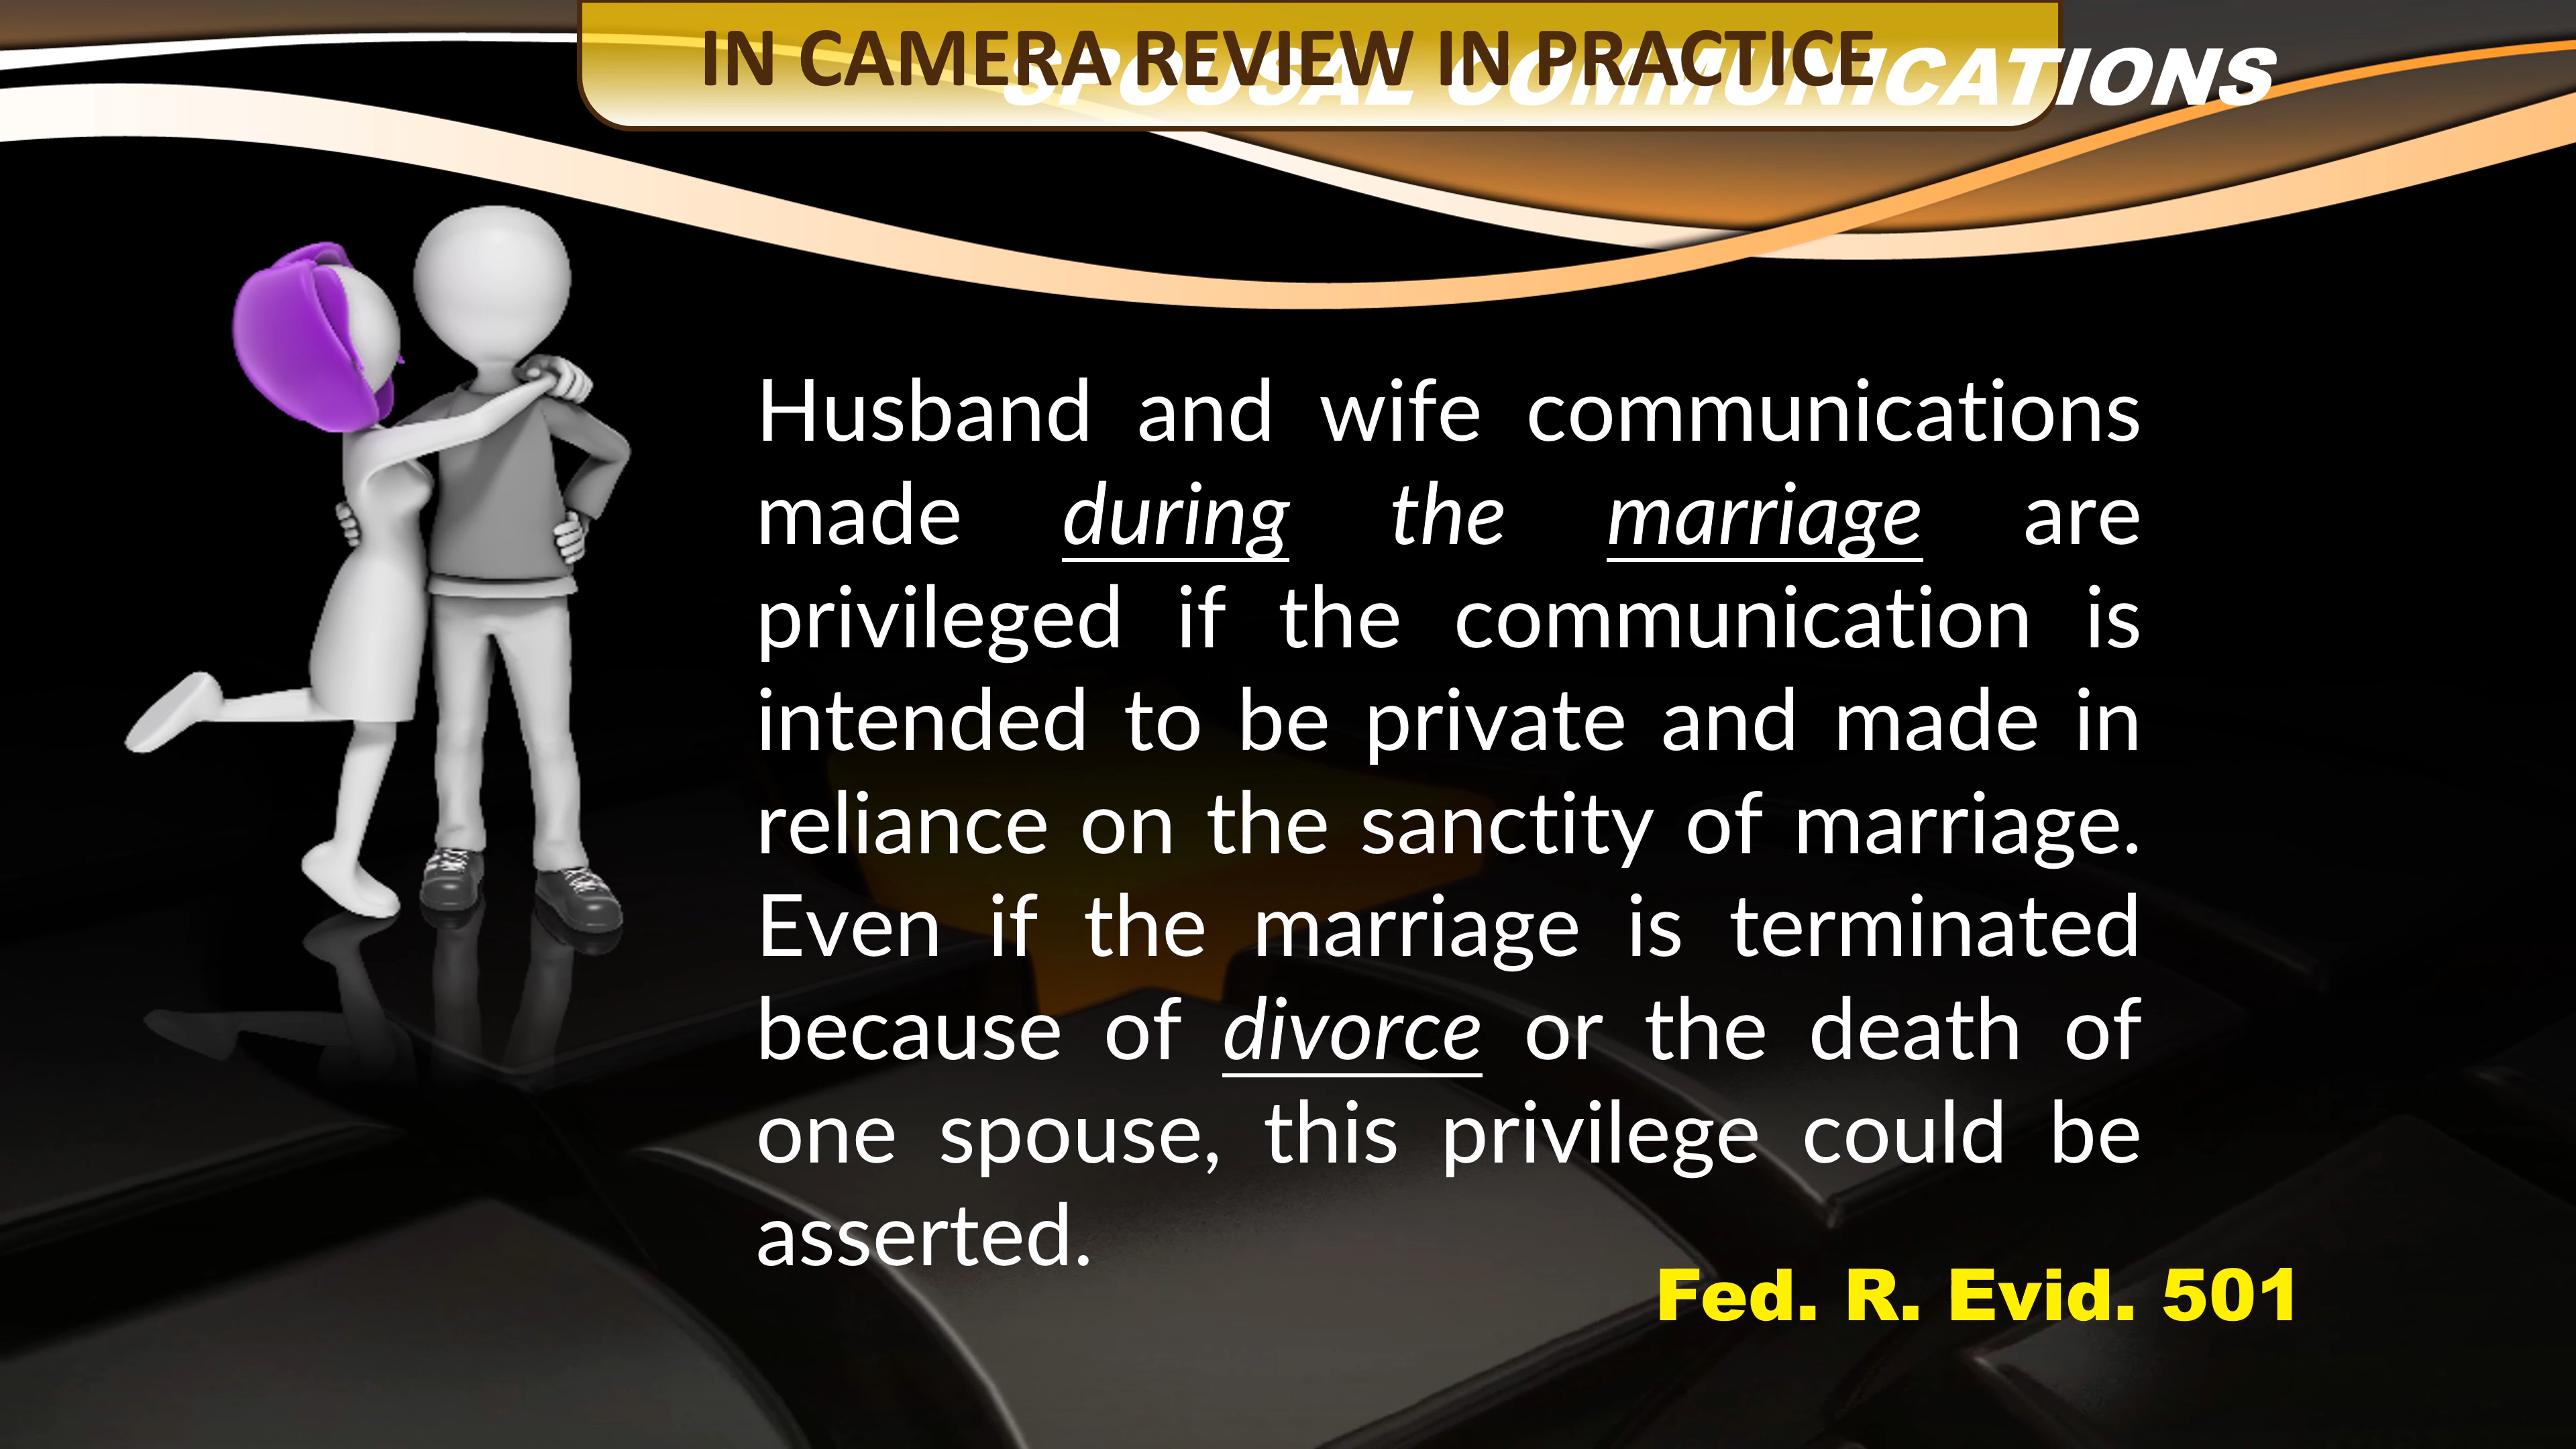 IN CAMERA REVIEW IN PRACTICE
SPOUSAL COMMUNICATIONS
Husband and wife communications
made during the marriage are
privileged if the communication is
intended to be private and made in
reliance on the sanctity of marriage.
Even if the marriage is terminated
because of divorce or the death of
one spouse, this privilege could be
asserted.
Fed. R. Evid. 501